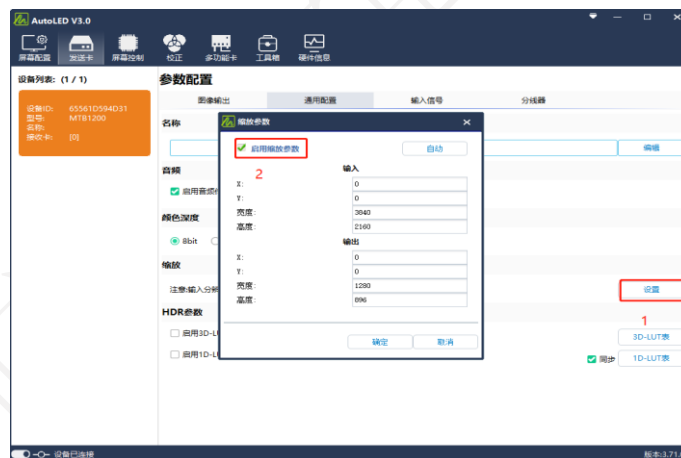 AutoLED V3.0
屏幕配置 发送卡 屏幕控制 校正 多功能卡 工具箱 硬件信息
设备列表: (1 / 1)
设备ID: 65561D594D31
型号: MTB1200
名称:
接收卡: [0]
参数配置
图像输出 通用配置 输入信号 分线器
名称
编辑
音频
启用音频
颜色深度
8bit
缩放
注意:输入分
设置
1
HDR参数
启用3D-LU
3D-LUT表
启用1D-L
同步 1D-LUT表
缩放参数
启用缩放参数 自动
2
输入
X: 0
Y: 0
宽度: 3840
高度: 2160
输出
X: 0
Y: 0
宽度: 1280
高度: 896
确定 取消
设备已连接 版本:3.71.